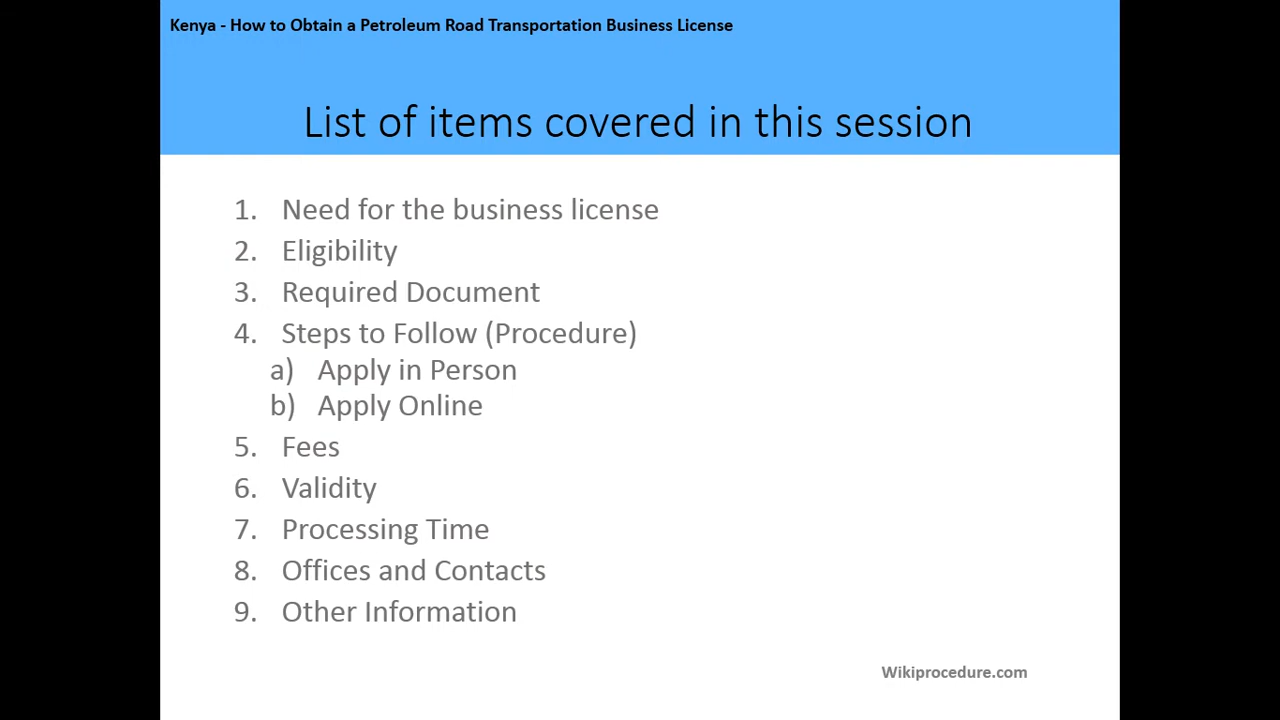 Kenya - How to Obtain a Petroleum Road Transportation Business License
List of items covered in this session
1. Need for the business license
2. Eligibility
3. Required Document
4. Steps to Follow (Procedure)
a) Apply in Person
b) Apply Online
5. Fees
6. Validity
7. Processing Time
8. Offices and Contacts
9. Other Information
Wikiprocedure.com